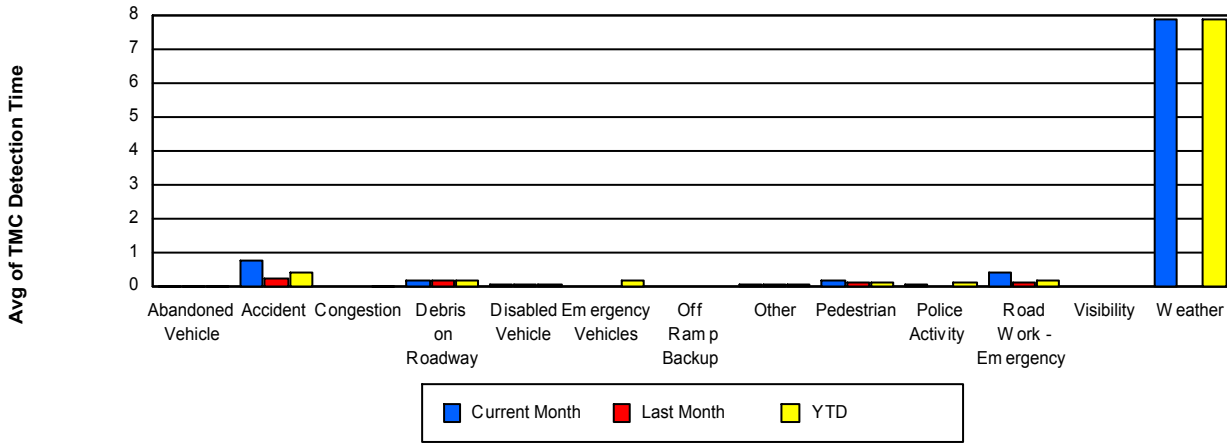 Avg of TMC Detection Time
8
7
6
5
4
3
2
1
0
Abandoned Vehicle
Accident
Congestion
Debris on Roadway
Disabled Vehicle
Emergency Vehicles
Off Ramp Backup
Other
Pedestrian
Police Activity
Road Work - Emergency
Visibility
Weather
Current Month
Last Month
YTD